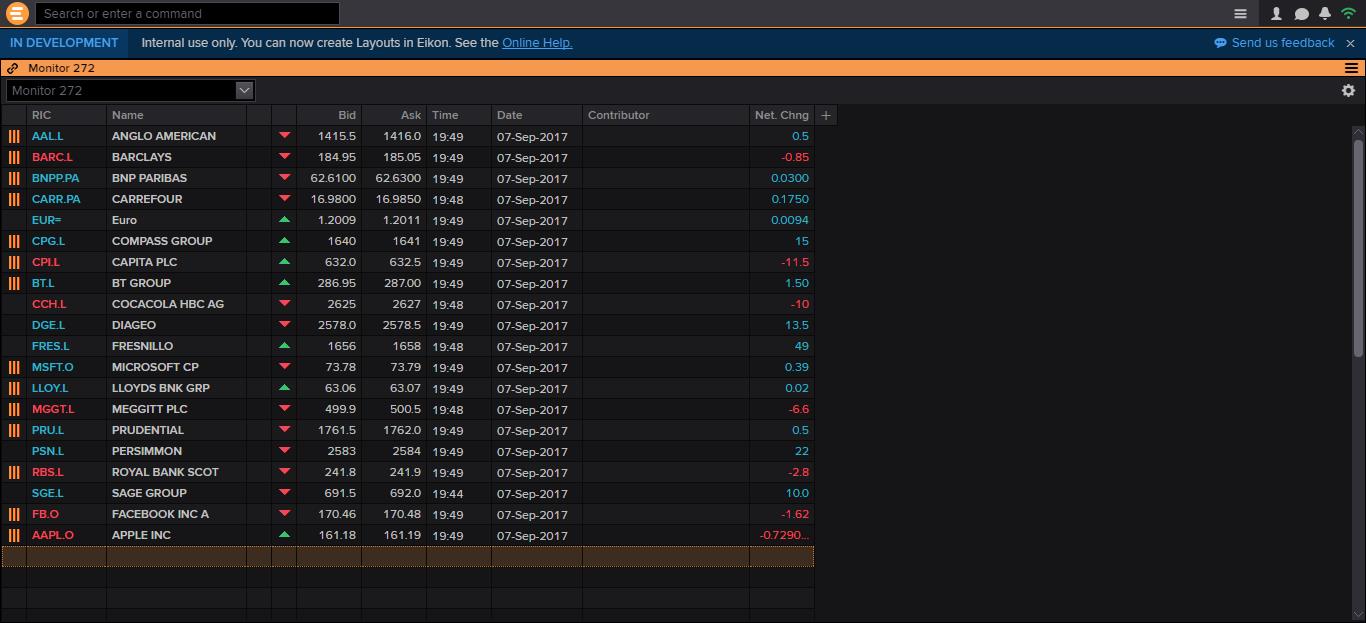 Search or enter a command
IN DEVELOPMENT Internal use only. You can now create Layouts in Eikon. See the Online Help. Send us feedback
Monitor 272
Monitor 272
RIC Name Bid Ask Time Date Contributor Net. Chng +
AAL.L ANGLO AMERICAN 1415.5 1416.0 19:49 07-Sep-2017 0.5
BARC.L BARCLAYS 184.95 185.05 19:49 07-Sep-2017 -0.85
BNPP.PA BNP PARIBAS 62.6100 62.6300 19:49 07-Sep-2017 0.0300
CARR.PA CARREFOUR 16.9800 16.9850 19:48 07-Sep-2017 0.1750
EUR= Euro 1.2009 1.2011 19:49 07-Sep-2017 0.0094
CPG.L COMPASS GROUP 1640 1641 19:49 07-Sep-2017 15
CPI.L CAPITA PLC 632.0 632.5 19:49 07-Sep-2017 -11.5
BT.L BT GROUP 286.95 287.00 19:49 07-Sep-2017 1.50
CCH.L COCACOLA HBC AG 2625 2627 19:48 07-Sep-2017 -10
DGE.L DIAGEO 2578.0 2578.5 19:49 07-Sep-2017 13.5
FRES.L FRESNILLO 1656 1658 19:48 07-Sep-2017 49
MSFT.O MICROSOFT CP 73.78 73.79 19:49 07-Sep-2017 0.39
LLOY.L LLOYDS BNK GRP 63.06 63.07 19:49 07-Sep-2017 0.02
MGGT.L MEGGITT PLC 499.9 500.5 19:48 07-Sep-2017 -6.6
PRU.L PRUDENTIAL 1761.5 1762.0 19:49 07-Sep-2017 0.5
PSN.L PERSIMMON 2583 2584 19:49 07-Sep-2017 22
RBS.L ROYAL BANK SCOT 241.8 241.9 19:49 07-Sep-2017 -2.8
SGE.L SAGE GROUP 691.5 692.0 19:44 07-Sep-2017 10.0
FB.O FACEBOOK INC A 170.46 170.48 19:49 07-Sep-2017 -1.62
AAPL.O APPLE INC 161.18 161.19 19:49 07-Sep-2017 -0.7290...